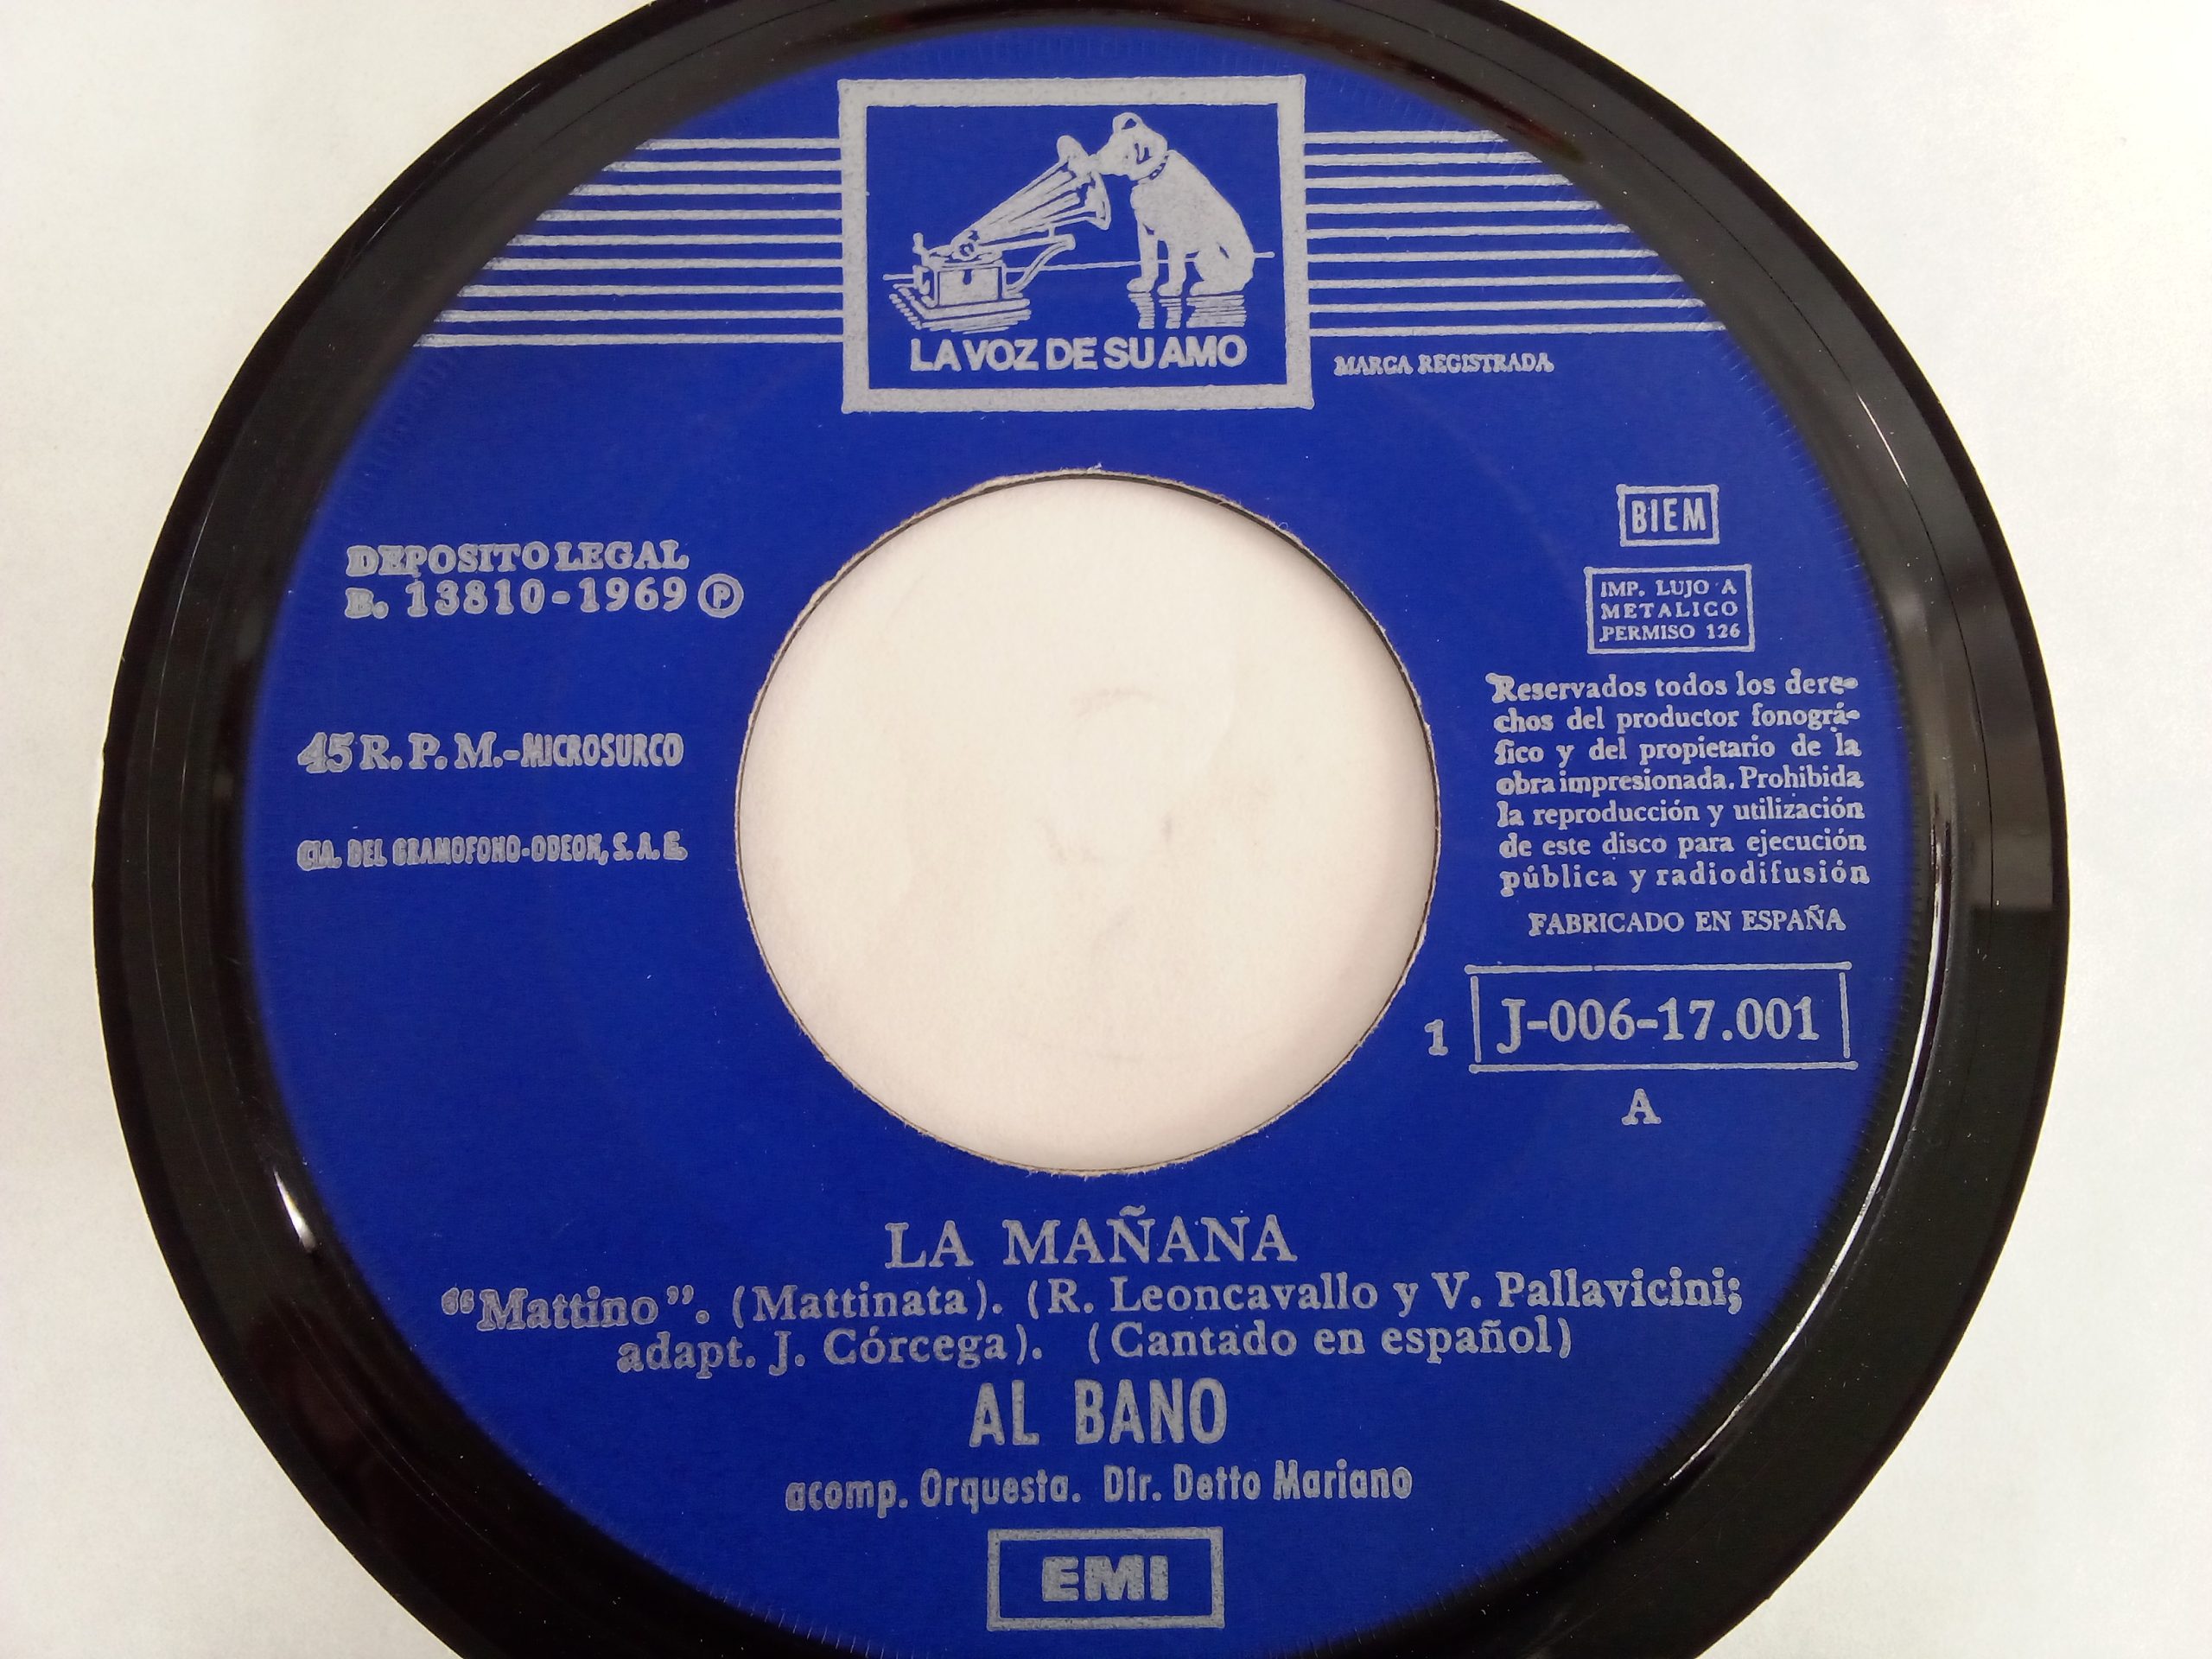 LA VOZ DE SU AMO
MARCA REGISTRADA
DEPOSITO LEGAL
B. 13810-1969 Ⓟ
45 R. P. M.-MICROSURCO
CIA. DEL GRAMOFONO-ODEON, S. A. E.
BIEM
IMP. LUJO A
METALICO
PERMISO 126
Reservados todos los dere-
chos del productor fonográ-
fico y del propietario de la
obra impresionada. Prohibida
la reproducción y utilización
de este disco para ejecución
pública y radiodifusión
FABRICADO EN ESPAÑA
1 J-006-17.001
A
LA MAÑANA
“Mattino”. (Mattinata). (R. Leoncavallo y V. Pallavicini;
adapt. J. Córcega). (Cantado en español)
AL BANO
acomp. Orquesta. Dir. Detto Mariano
EMI